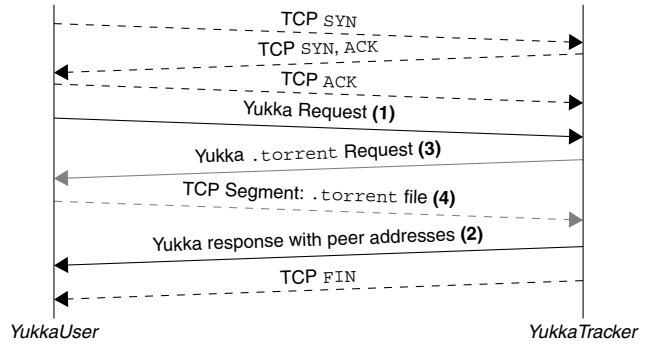 TCP SYN
TCP SYN, ACK
TCP ACK
Yukka Request (1)
Yukka .torrent Request (3)
TCP Segment: .torrent file (4)
Yukka response with peer addresses (2)
TCP FIN
YukkaUser
YukkaTracker